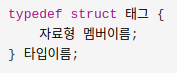 typedef struct 태그 {
    자료형 멤버이름;
} 타입이름;